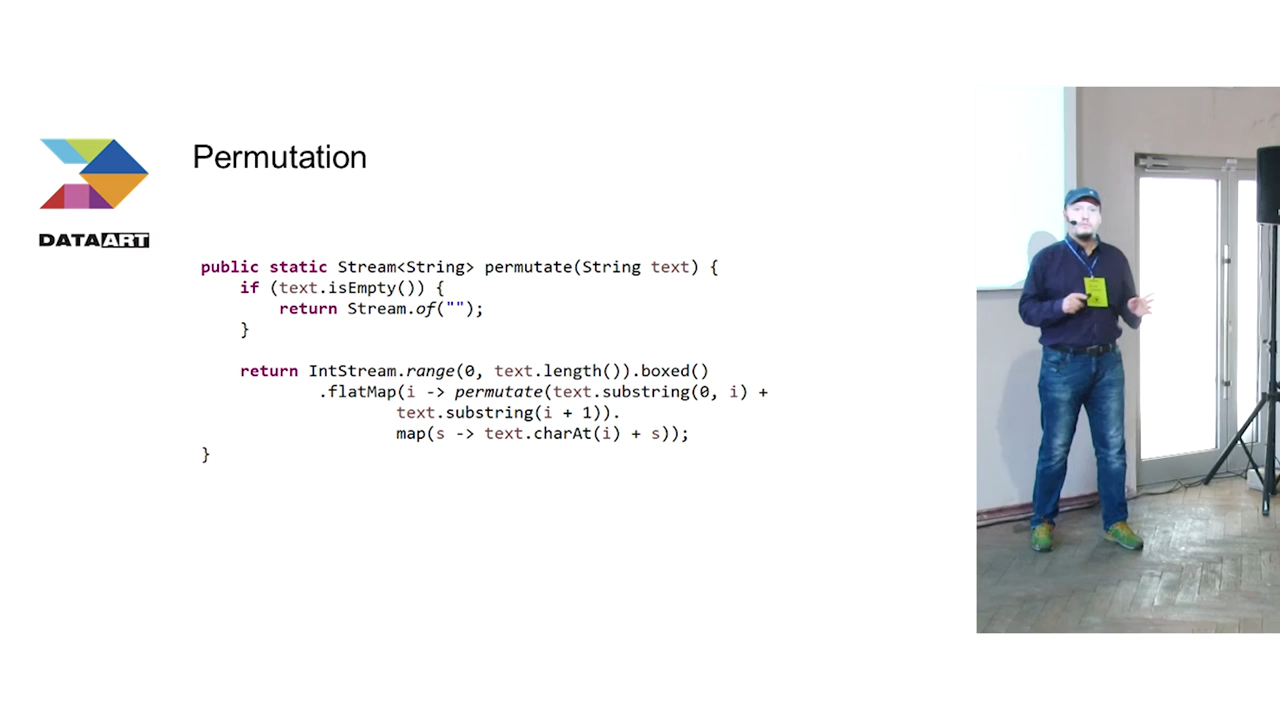 DATAART
Permutation
public static Stream<String> permutate(String text) {
    if (text.isEmpty()) {
        return Stream.of("");
    }

    return IntStream.range(0, text.length()).boxed()
            .flatMap(i -> permutate(text.substring(0, i) +
                    text.substring(i + 1)).
                    map(s -> text.charAt(i) + s));
}